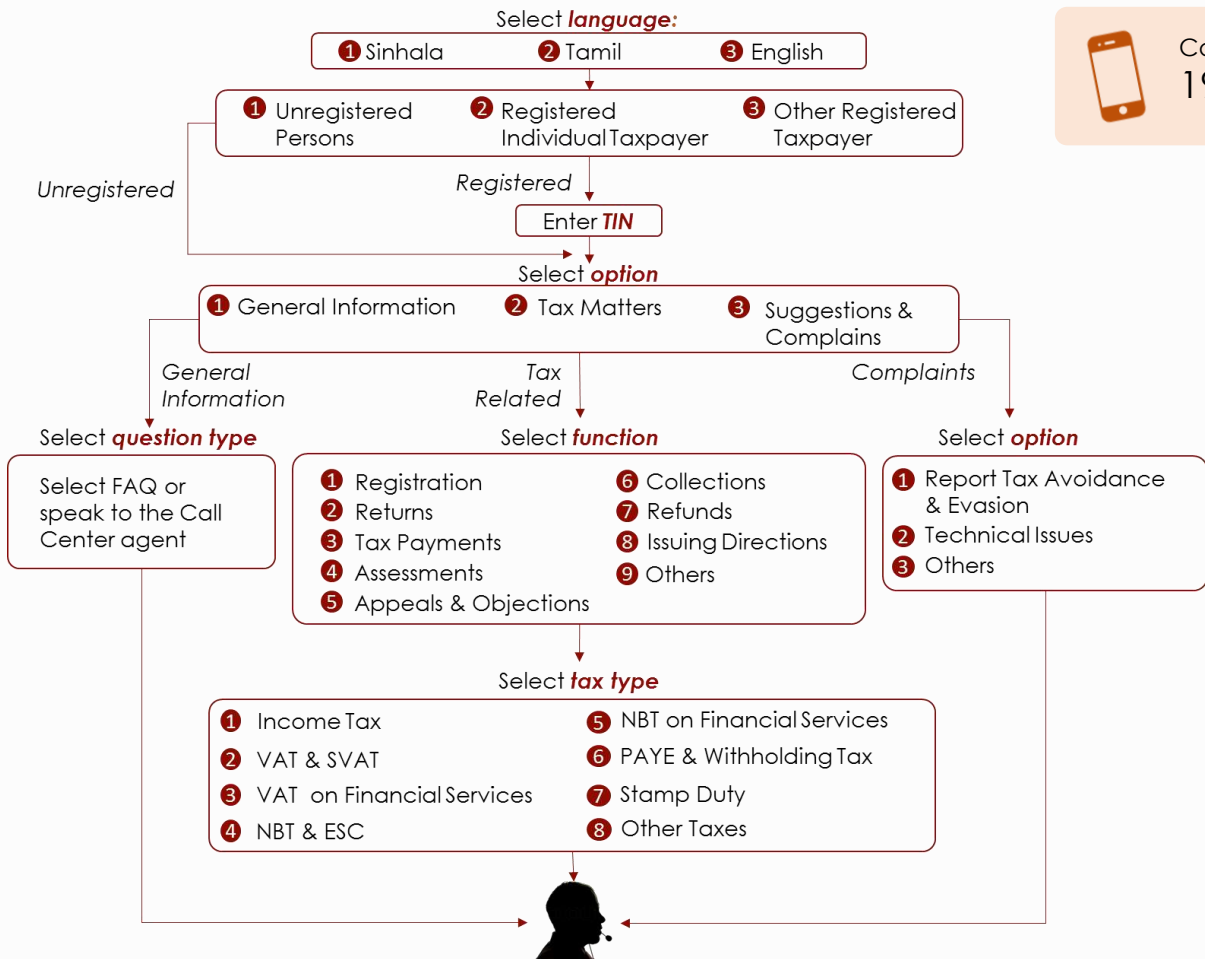 Select language:
1 Sinhala 2 Tamil 3 English
1 Unregistered Persons
2 Registered Individual Taxpayer
3 Other Registered Taxpayer
Unregistered
Registered
Enter TIN
Select option
1 General Information
2 Tax Matters
3 Suggestions & Complains
General Information
Tax Related
Complaints
Select question type
Select FAQ or
speak to the Call
Center agent
Select function
1 Registration
2 Returns
3 Tax Payments
4 Assessments
5 Appeals & Objections
6 Collections
7 Refunds
8 Issuing Directions
9 Others
Select option
1 Report Tax Avoidance
& Evasion
2 Technical Issues
3 Others
Select tax type
1 Income Tax
2 VAT & SVAT
3 VAT on Financial Services
4 NBT & ESC
5 NBT on Financial Services
6 PAYE & Withholding Tax
7 Stamp Duty
8 Other Taxes